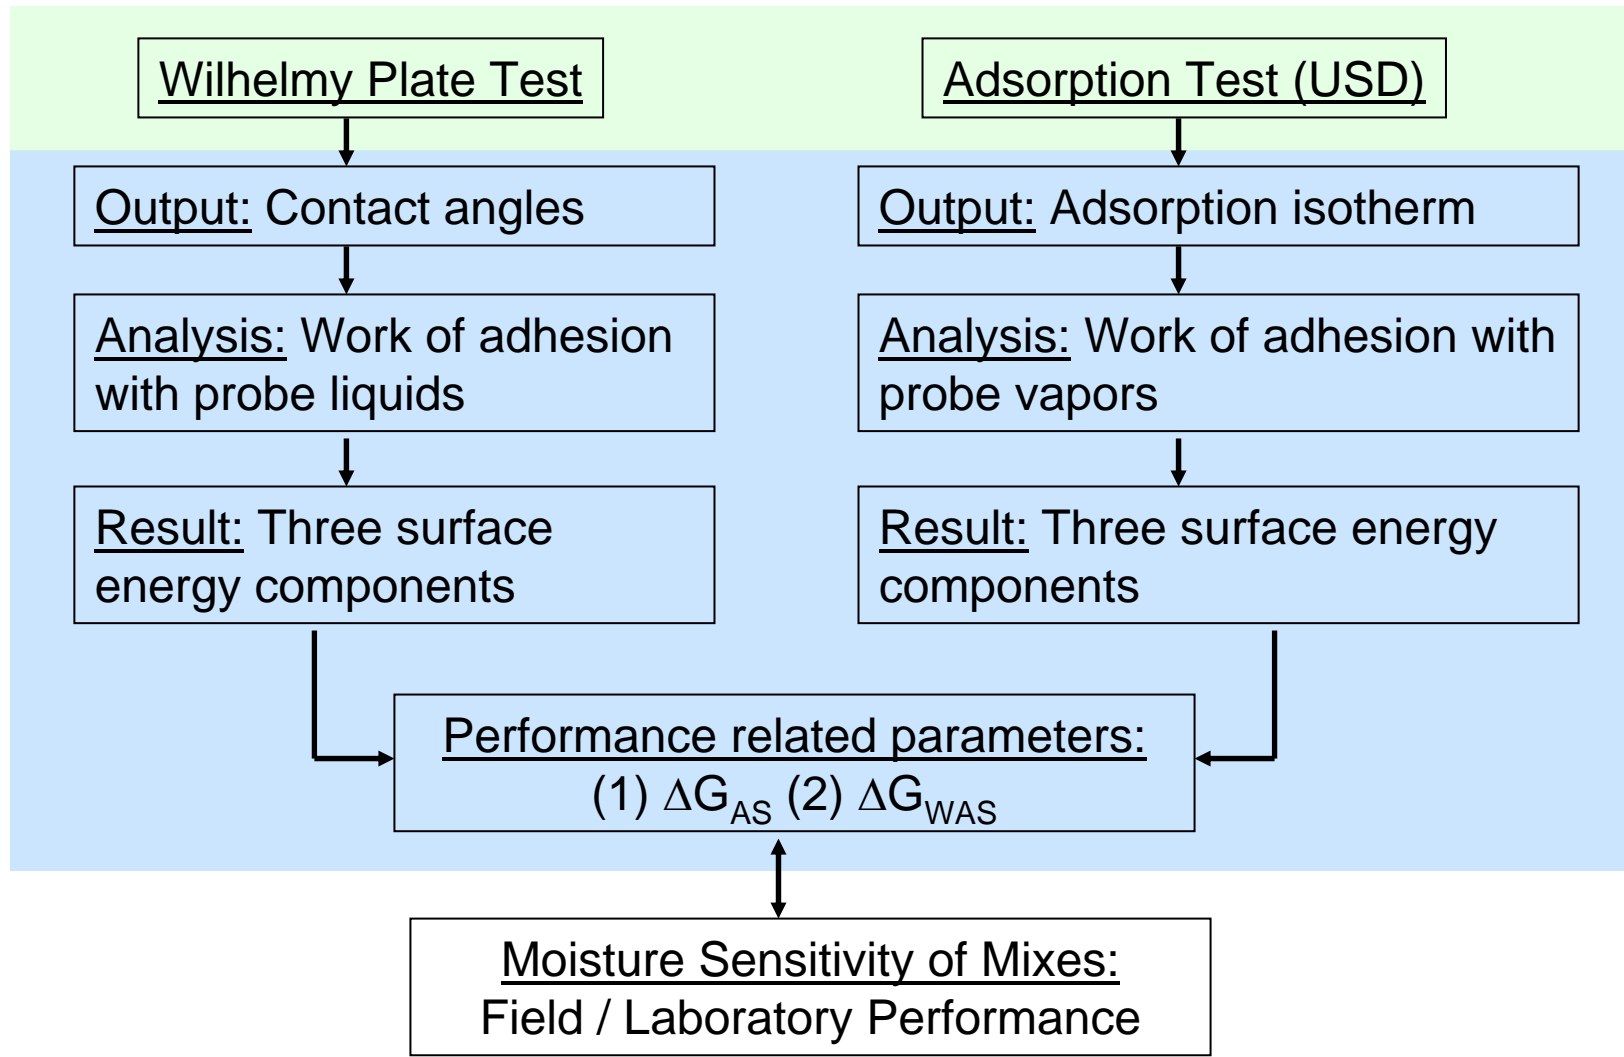 Wilhelmy Plate Test
Adsorption Test (USD)
Output: Contact angles
Output: Adsorption isotherm
Analysis: Work of adhesion
with probe liquids
Analysis: Work of adhesion with
probe vapors
Result: Three surface
energy components
Result: Three surface energy
components
Performance related parameters:
(1) ΔG_AS (2) ΔG_WAS
Moisture Sensitivity of Mixes:
Field / Laboratory Performance